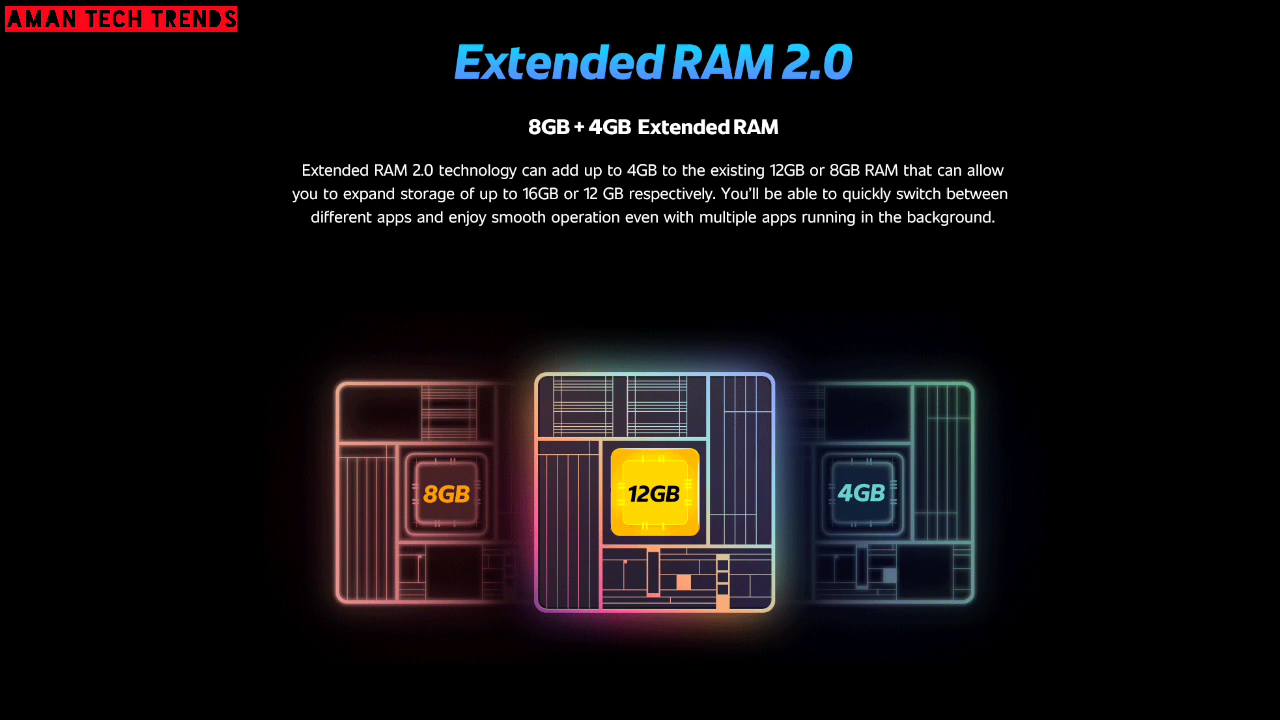 AMAN TECH TRENDS
Extended RAM 2.0
8GB + 4GB Extended RAM
Extended RAM 2.0 technology can add up to 4GB to the existing 12GB or 8GB RAM that can allow
you to expand storage of up to 16GB or 12 GB respectively. You'll be able to quickly switch between
different apps and enjoy smooth operation even with multiple apps running in the background.
8GB
12GB
4GB